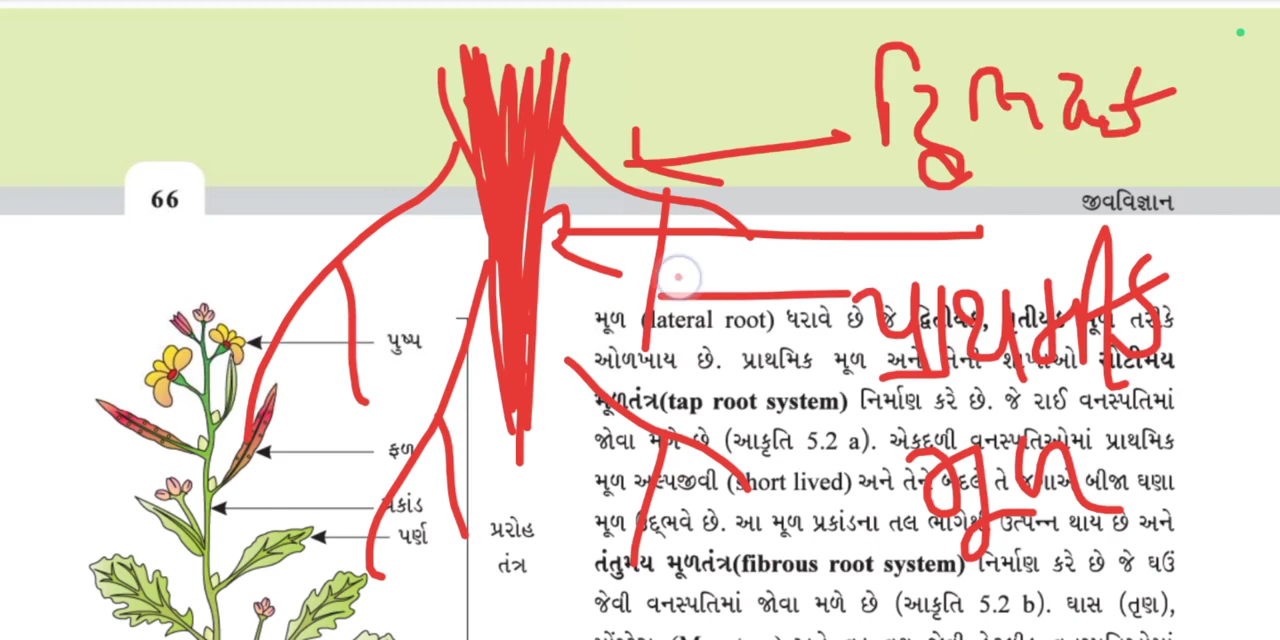 દ્વિતીયક
66
જીવવિજ્ઞાન
પ્રાથમિક
મૂળ (lateral root) ધરાવે છે જે દ્વિતીયક, તૃતીયક મૂળ તરીકે
પુષ્પ
ઓળખાય છે. પ્રાથમિક મૂળ અને તેની શાખાઓ સોટીમય
મૂળતંત્ર(tap root system) નિર્માણ કરે છે. જે રાઈ વનસ્પતિમાં
જોવા મળે છે (આકૃતિ 5.2 a). એકદળી વનસ્પતિઓમાં પ્રાથમિક
ફળ
મૂળ
મૂળ અલ્પજીવી (short lived) અને તેને બદલે તે જગાએ બીજા ઘણા
પ્રકાંડ
મૂળ ઉદ્ભવે છે. આ મૂળ પ્રકાંડના તલ ભાગેથી ઉત્પન્ન થાય છે અને
પર્ણ
પ્રરોહ
તંત્ર
તંતુમય મૂળતંત્ર(fibrous root system) નિર્માણ કરે છે જે ઘઉં
જેવી વનસ્પતિમાં જોવા મળે છે (આકૃતિ 5.2 b). ઘાસ (તૃણ),